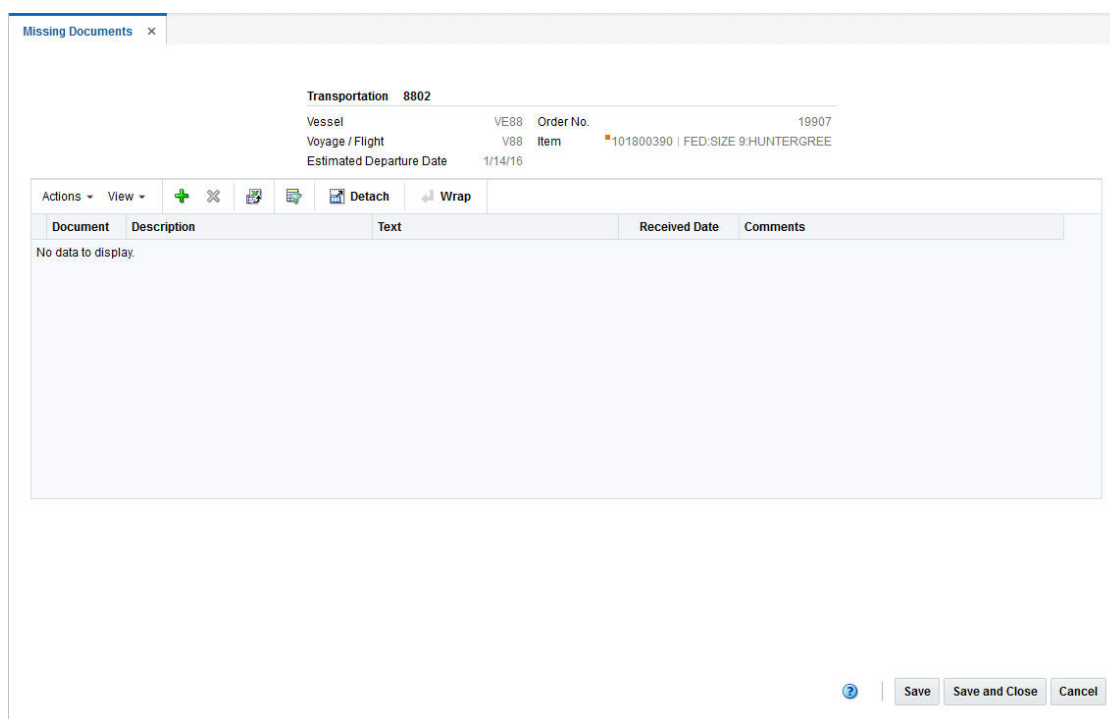 Missing Documents ×
Transportation 8802
Vessel VE88 Order No. 19907
Voyage / Flight V88 Item 101800390 | FED:SIZE 9:HUNTERGREE
Estimated Departure Date 1/14/16
Actions View Detach Wrap
Document Description Text Received Date Comments
No data to display.
? Save Save and Close Cancel